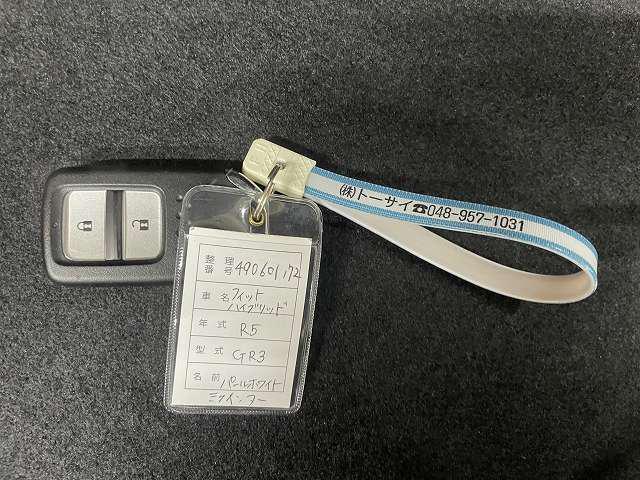 (株)トーサイ☎048-957-1031
整理番号 490601172
車名 フィットハイブリッド
年式 R5
型式 GR3
名前 パールホワイト